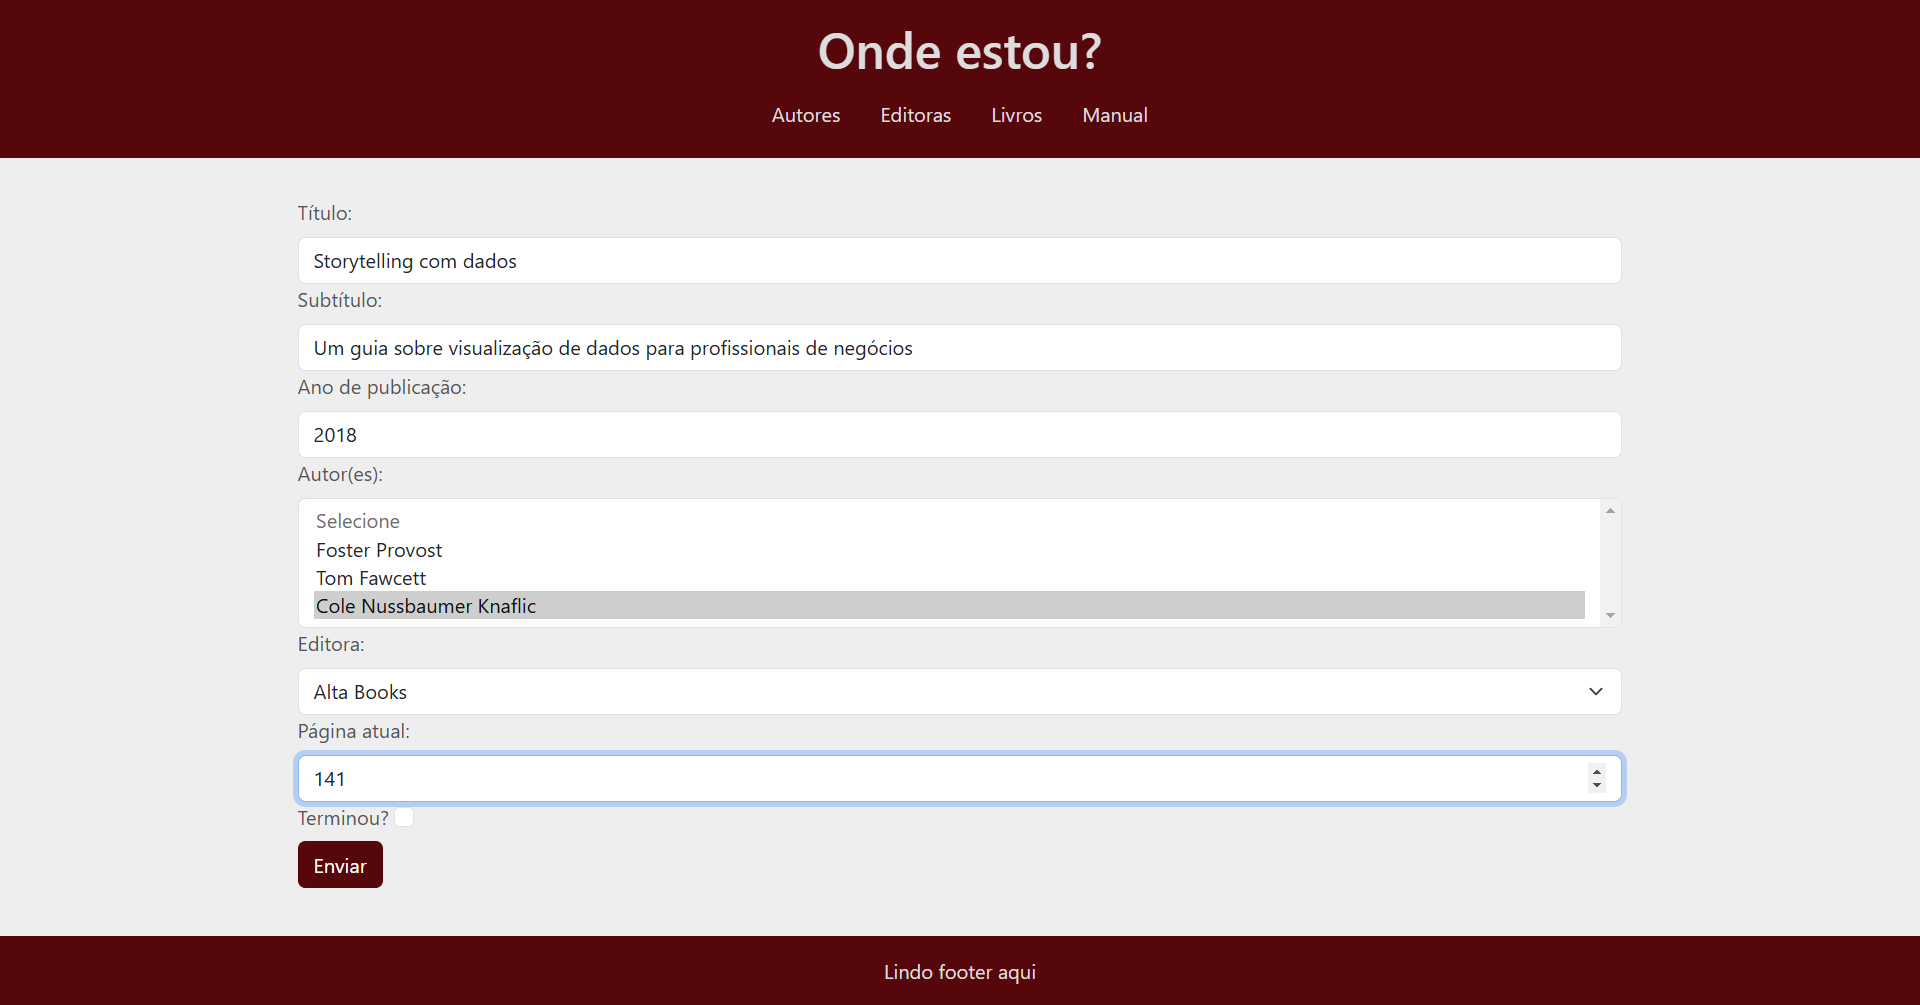 Onde estou?
Autores Editoras Livros Manual
Título:
Storytelling com dados
Subtítulo:
Um guia sobre visualização de dados para profissionais de negócios
Ano de publicação:
2018
Autor(es):
Selecione
Foster Provost
Tom Fawcett
Cole Nussbaumer Knaflic
Editora:
Alta Books
Página atual:
141
Terminou?
Enviar
Lindo footer aqui